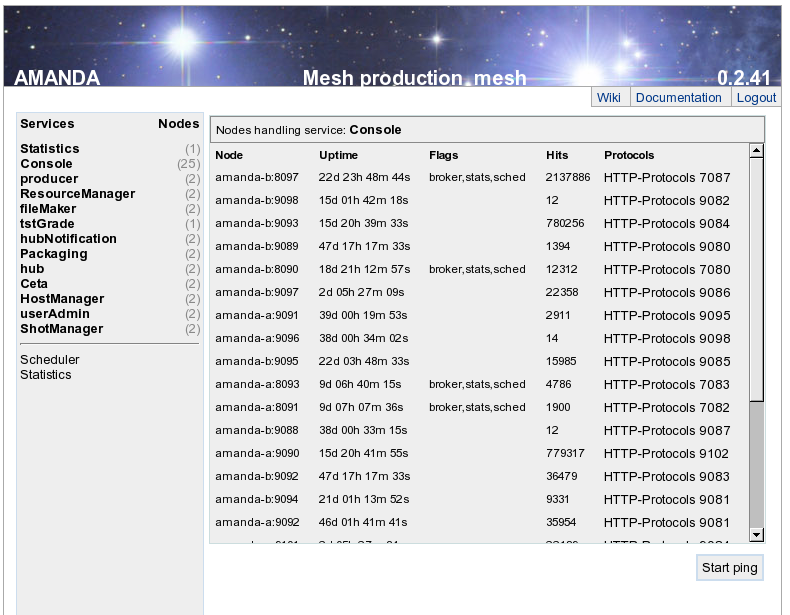 AMANDA Mesh production_mesh 0.2.41
Wiki Documentation Logout
Services Nodes
Statistics (1)
Console (25)
producer (2)
ResourceManager (2)
fileMaker (2)
tstGrade (1)
hubNotification (2)
Packaging (2)
hub (2)
Ceta (2)
HostManager (2)
userAdmin (2)
ShotManager (2)
Scheduler
Statistics
Nodes handling service: Console
Node Uptime Flags Hits Protocols
amanda-b:8097 22d 23h 48m 44s broker,stats,sched 2137886 HTTP-Protocols 7087
amanda-b:9098 15d 01h 42m 18s 12 HTTP-Protocols 9082
amanda-b:9093 15d 20h 39m 33s 780256 HTTP-Protocols 9084
amanda-b:9089 47d 17h 17m 33s 1394 HTTP-Protocols 9080
amanda-b:8090 18d 21h 12m 57s broker,stats,sched 12312 HTTP-Protocols 7080
amanda-b:9097 2d 05h 27m 09s 22358 HTTP-Protocols 9086
amanda-a:9091 39d 00h 19m 53s 2911 HTTP-Protocols 9095
amanda-a:9096 38d 00h 34m 02s 14 HTTP-Protocols 9098
amanda-b:9095 22d 03h 48m 33s 15985 HTTP-Protocols 9085
amanda-a:8093 9d 06h 40m 15s broker,stats,sched 4786 HTTP-Protocols 7083
amanda-a:8091 9d 07h 07m 36s broker,stats,sched 1900 HTTP-Protocols 7082
amanda-b:9088 38d 00h 33m 15s 12 HTTP-Protocols 9087
amanda-a:9090 15d 20h 41m 55s 779317 HTTP-Protocols 9102
amanda-b:9092 47d 17h 17m 33s 36479 HTTP-Protocols 9083
amanda-b:9094 21d 01h 13m 52s 9331 HTTP-Protocols 9081
amanda-a:9092 46d 01h 41m 41s 35954 HTTP-Protocols 9081
Start ping